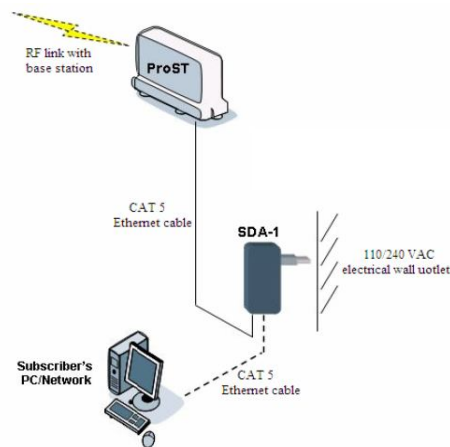 RF link with
base station
ProST
CAT 5
Ethernet cable
SDA-1
110/240 VAC
electrical wall uotlet
Subscriber's
PC/Network
CAT 5
Ethernet cable